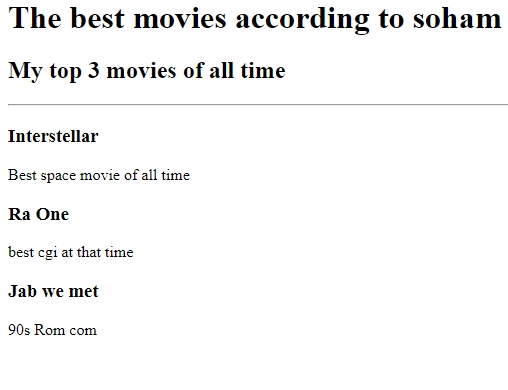 The best movies according to soham
My top 3 movies of all time
Interstellar
Best space movie of all time
Ra One
best cgi at that time
Jab we met
90s Rom com